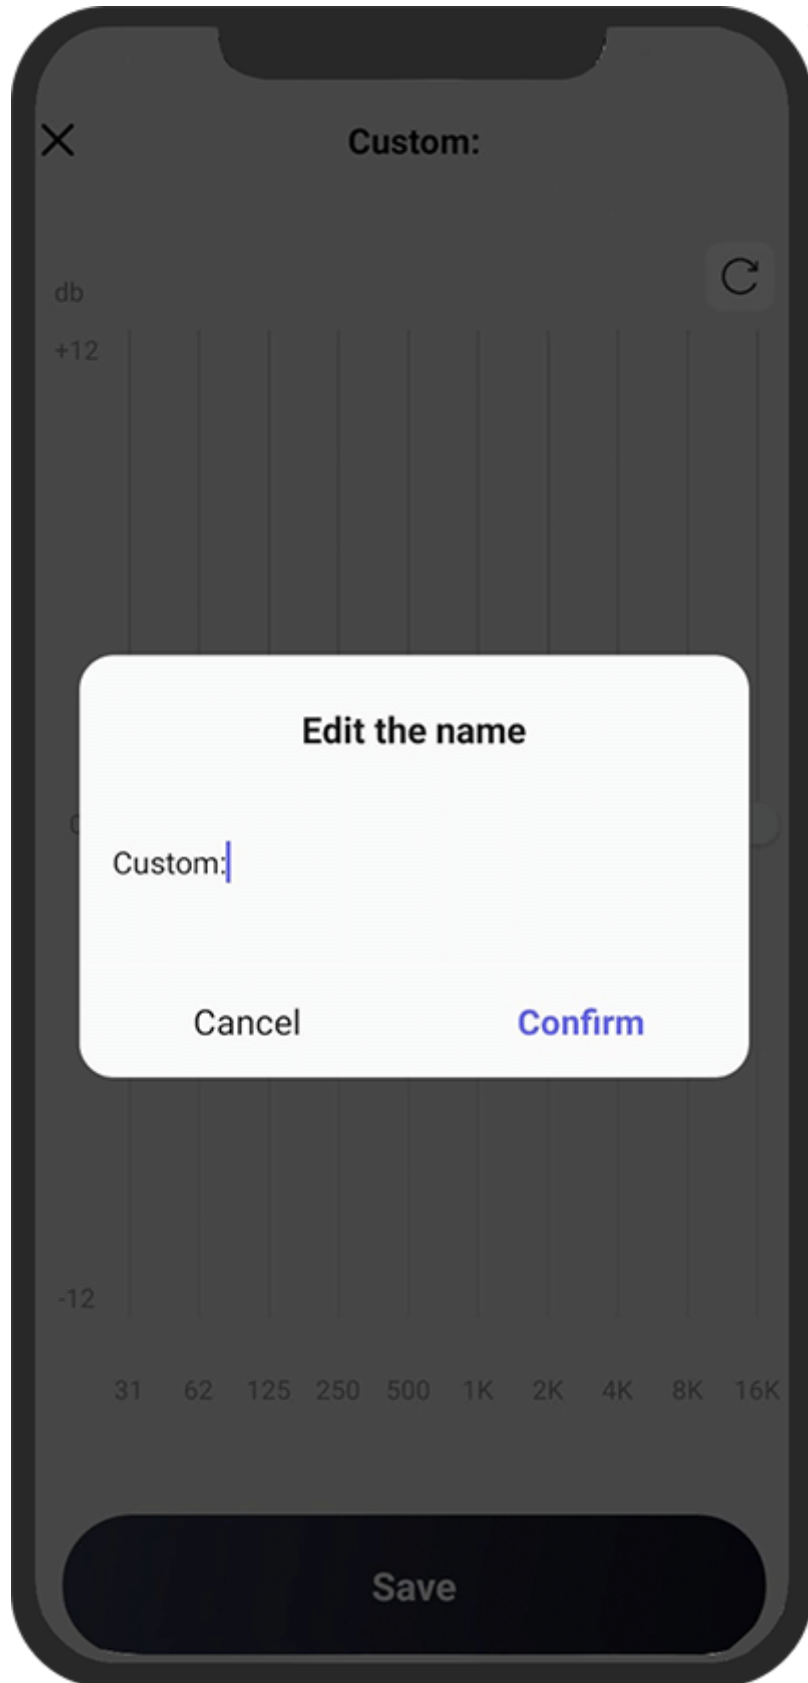 Custom:
db
+12
Edit the name
Custom:
Cancel Confirm
-12
31 62 125 250 500 1K 2K 4K 8K 16K
Save